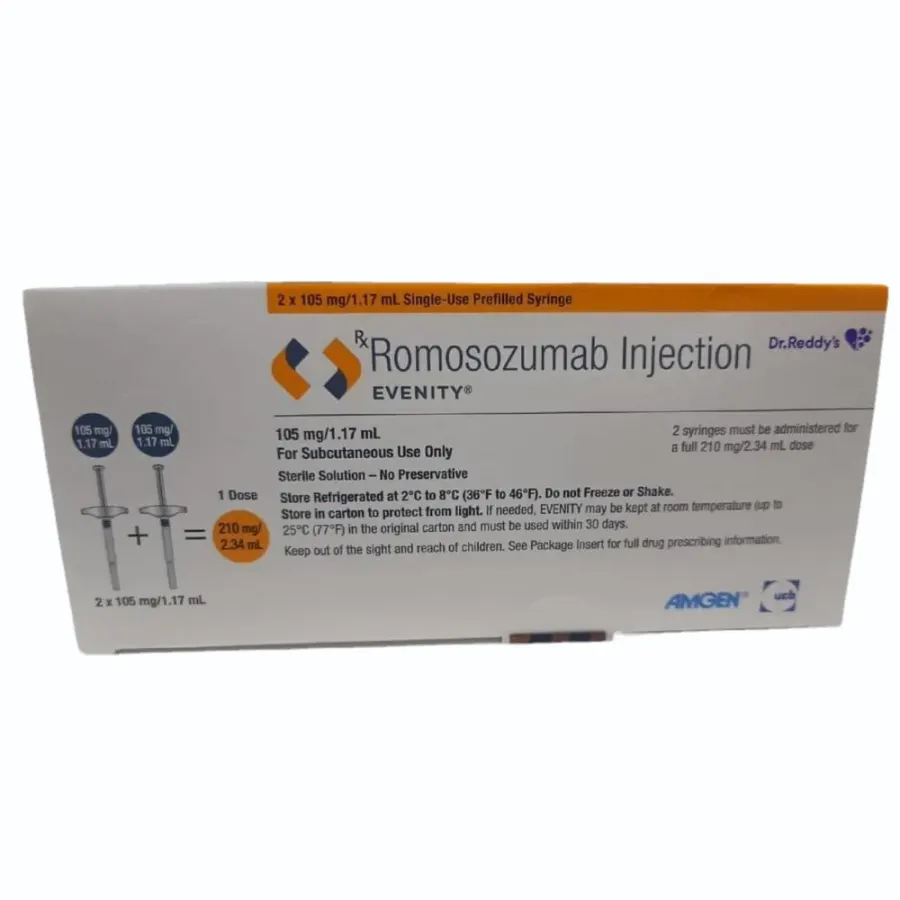 2 x 105 mg/1.17 mL Single-Use Prefilled Syringe
Rx Romosozumab Injection
EVENITY®
Dr.Reddy's
105 mg/1.17 mL
For Subcutaneous Use Only
2 syringes must be administered for
a full 210 mg/2.34 mL dose
Sterile Solution – No Preservative
Store Refrigerated at 2°C to 8°C (36°F to 46°F). Do not Freeze or Shake.
Store in carton to protect from light. If needed, EVENITY may be kept at room temperature (up to
25°C (77°F) in the original carton and must be used within 30 days.
Keep out of the sight and reach of children. See Package Insert for full drug prescribing information.
105 mg/
1.17 mL
105 mg/
1.17 mL
+
=
1 Dose
210 mg/
2.34 mL
2 x 105 mg/1.17 mL
AMGEN®
ucb